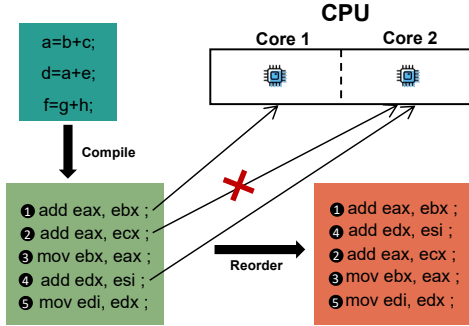 CPU
Core 1
Core 2
a=b+c;
d=a+e;
f=g+h;
Compile
❶ add eax, ebx ;
❷ add eax, ecx ;
❸ mov ebx, eax ;
❹ add edx, esi ;
❺ mov edi, edx ;
Reorder
❶ add eax, ebx ;
❹ add edx, esi ;
❷ add eax, ecx ;
❸ mov ebx, eax ;
❺ mov edi, edx ;